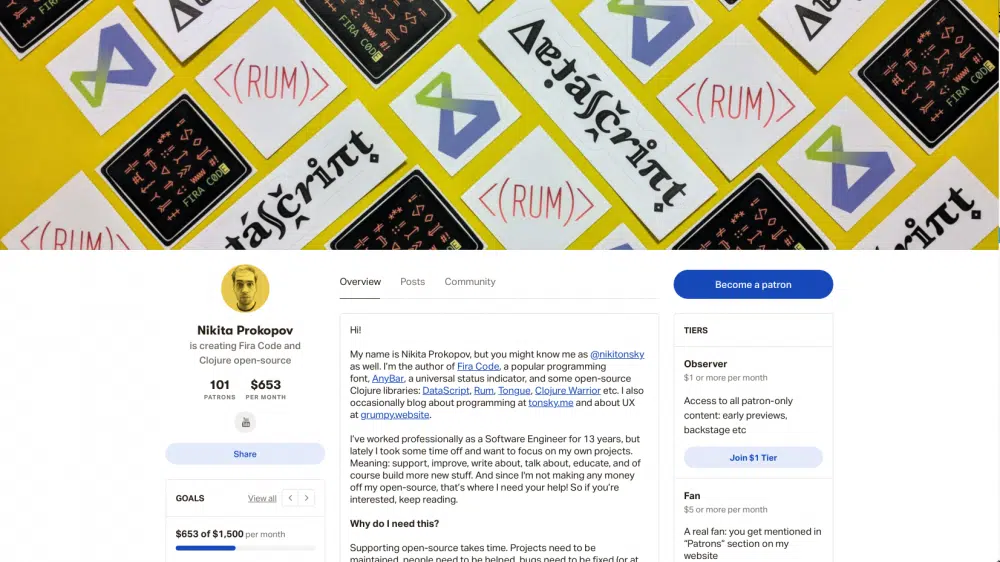 FIRA CODE
<(RUM)>
FIRA CODE
<(RUM)>
FIRA CODE
<(RUM)>
<(RUM)>
FIRA CODE
Nikita Prokopov
is creating Fira Code and
Clojure open-source
101
PATRONS
$653
PER MONTH
Share
GOALS
View all
$653 of $1,500 per month
Overview
Posts
Community
Hi!
My name is Nikita Prokopov, but you might know me as @nikitonsky
as well. I'm the author of Fira Code, a popular programming
font, AnyBar, a universal status indicator, and some open-source
Clojure libraries: DataScript, Rum, Tongue, Clojure Warrior etc. I also
occasionally blog about programming at tonsky.me and about UX
at grumpy.website.
I've worked professionally as a Software Engineer for 13 years, but
lately I took some time off and want to focus on my own projects.
Meaning: support, improve, write about, talk about, educate, and of
course build more new stuff. And since I'm not making any money
off my open-source, that's where I need your help! So if you're
interested, keep reading.
Why do I need this?
Supporting open-source takes time. Projects need to be
maintained, people need to be helped, bugs need to be fixed (or at
Become a patron
TIERS
Observer
$1 or more per month
Access to all patron-only
content: early previews,
backstage etc
Join $1 Tier
Fan
$5 or more per month
A real fan: you get mentioned in
"Patrons" section on my
website